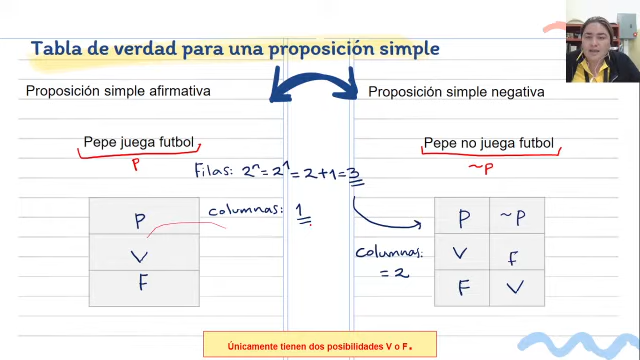 Tabla de verdad para una proposición simple
Proposición simple afirmativa
Proposición simple negativa
Pepe juega futbol
P
Pepe no juega futbol
~P
Filas: 2ⁿ = 2¹ = 2 + 1 = 3
columnas: 1
P
V
F
columnas:
= 2
P ~P
V F
F V
Únicamente tienen dos posibilidades V o F.